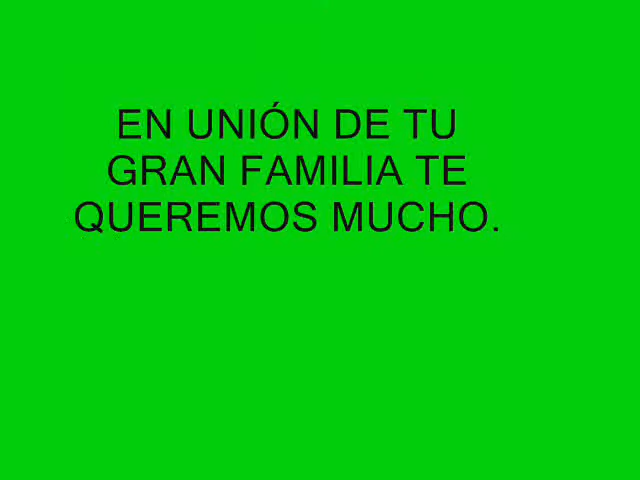 EN UNIÓN DE TU
GRAN FAMILIA TE
QUEREMOS MUCHO.